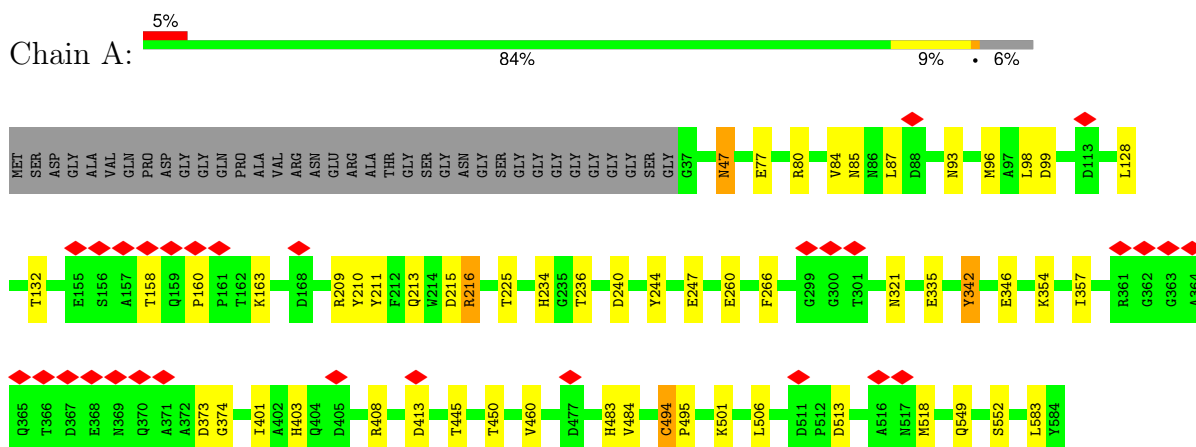 5%
Chain A:
84% 9% • 6%
MET SER ASP GLY ALA VAL GLN PRO ASP GLY GLY GLN PRO ALA VAL ARG ASN GLU ARG ALA THR GLY SER GLY ASN GLY SER GLY GLY GLY GLY GLY GLY GLY SER GLY G37 N47 E77 R80 V84 N85 N86 L87 D88 N93 M96 A97 L98 D99 D113 L128
T132 E155 S156 A157 T158 Q159 P160 P161 T162 K163 D168 R209 Y210 Y211 F212 Q213 W214 D215 R216 T225 H234 G235 T236 D240 Y244 E247 E260 F266 G299 G300 T301 N321 E335 Y342 E346 K354 I357 R361 G362 G363 A364
Q365 T366 D367 E368 N369 Q370 A371 A372 D373 G374 I401 A402 H403 Q404 D405 R408 D413 T445 T450 V460 D477 H483 V484 C494 P495 K501 L506 D511 P512 D513 A516 N517 M518 Q549 S552 L583 Y584